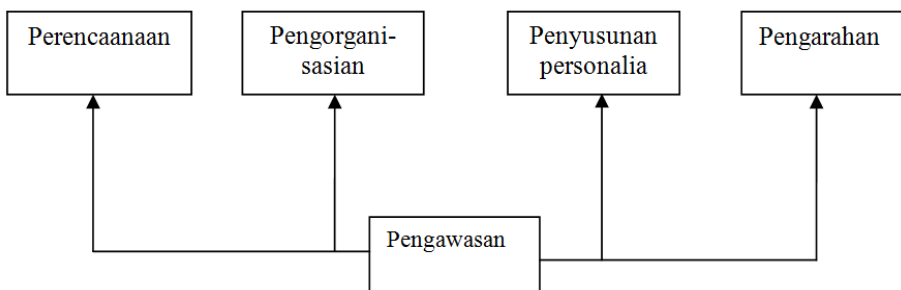 Perencaanaan
Pengorgani-
sasian
Penyusunan
personalia
Pengarahan
Pengawasan